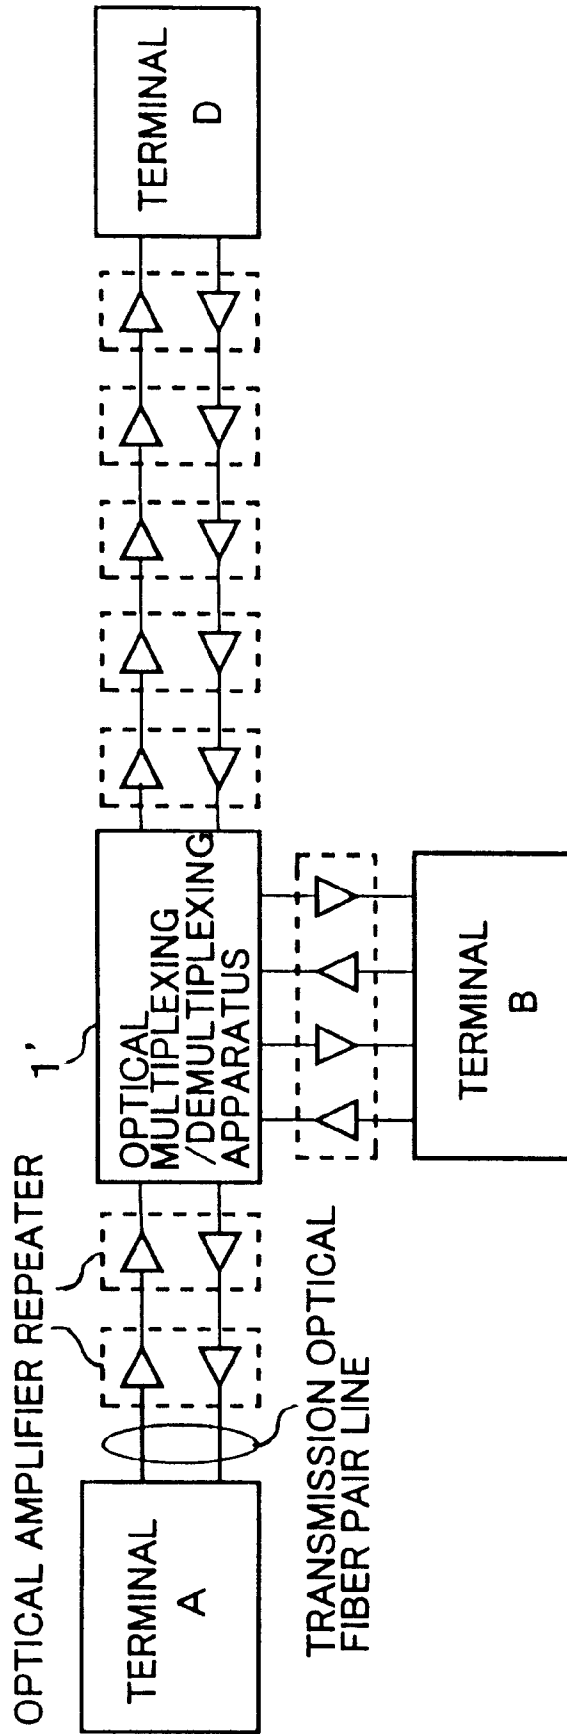 OPTICAL AMPLIFIER REPEATER
1'
TERMINAL
A
OPTICAL
MULTIPLEXING
/DEMULTIPLEXING
APPARATUS
TERMINAL
D
TRANSMISSION OPTICAL
FIBER PAIR LINE
TERMINAL
B